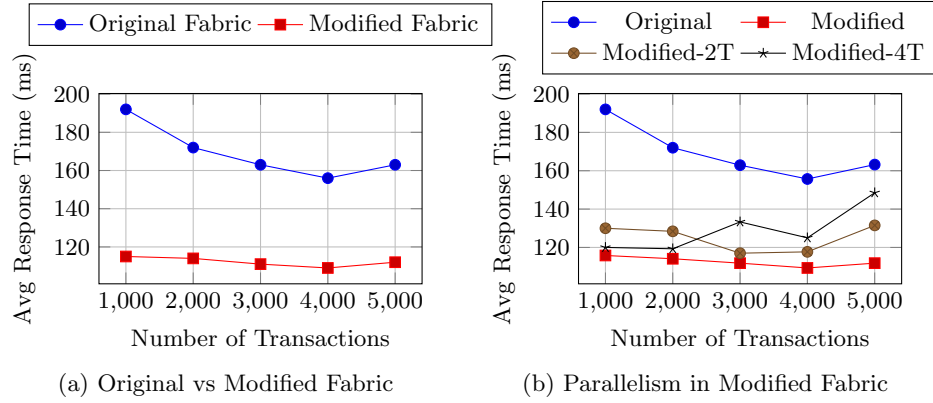 Original Fabric Modified Fabric
200
180
160
140
120
1,000 2,000 3,000 4,000 5,000
Avg Response Time (ms)
Number of Transactions
(a) Original vs Modified Fabric
Original Modified
Modified-2T Modified-4T
200
180
160
140
120
1,000 2,000 3,000 4,000 5,000
Avg Response Time (ms)
Number of Transactions
(b) Parallelism in Modified Fabric